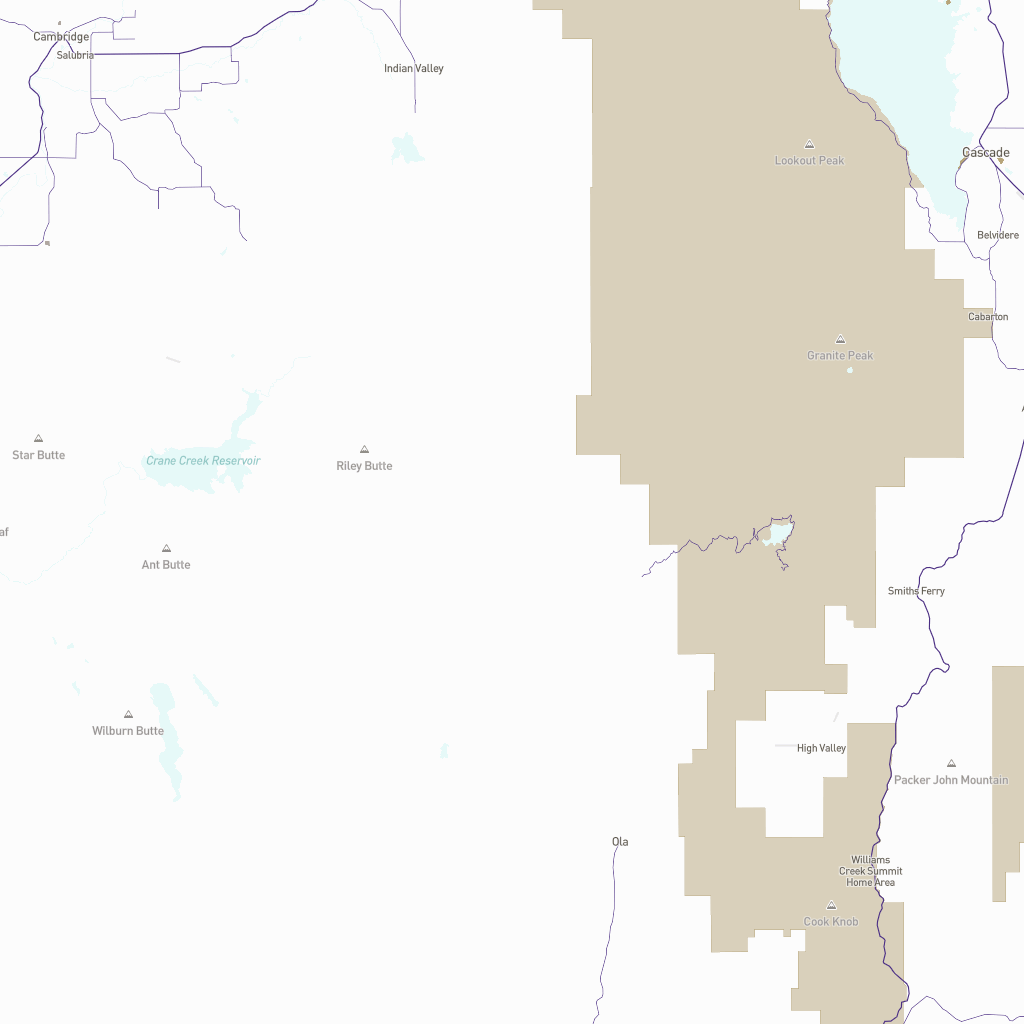 Cambridge
Salubria
Indian Valley
Lookout Peak
Cascade
Belvidere
Cabarton
Granite Peak
Star Butte
Crane Creek Reservoir
Riley Butte
af
Ant Butte
Smiths Ferry
Wilburn Butte
High Valley
Packer John Mountain
Ola
Williams
Creek Summit
Home Area
Cook Knob